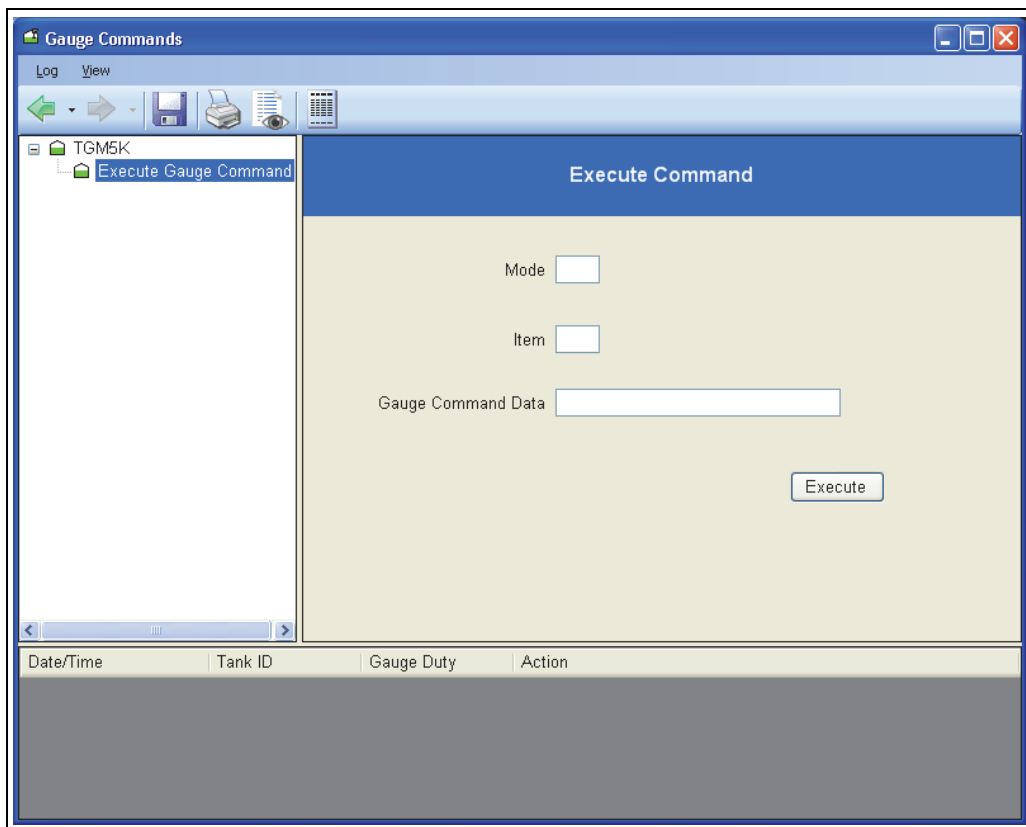 Gauge Commands
Log View
TGM5K
Execute Gauge Command
Execute Command
Mode
Item
Gauge Command Data
Execute
Date/Time Tank ID Gauge Duty Action